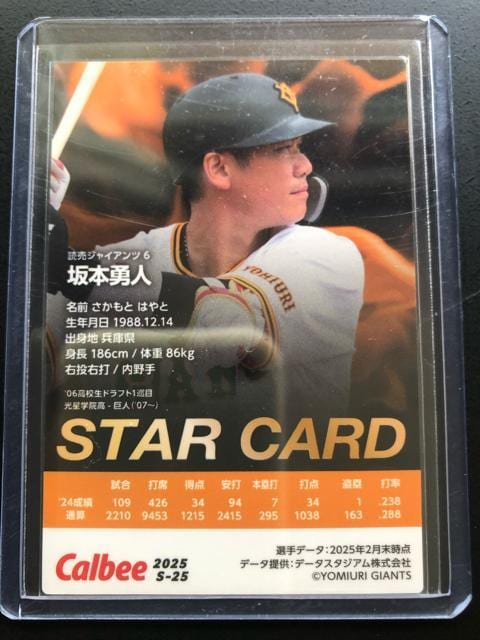 YOMIURI
読売ジャイアンツ 6
坂本勇人
名前 さかもと はやと
生年月日 1988.12.14
出身地 兵庫県
身長 186cm / 体重 86kg
右投右打 / 内野手
'06高校生ドラフト1巡目
光星学院高 - 巨人('07〜)
STAR CARD
試合 打席 得点 安打 本塁打 打点 盗塁 打率
'24成績 109 426 34 94 7 34 1 .238
通算 2210 9453 1215 2415 295 1038 163 .288
選手データ:2025年2月末時点
データ提供:データスタジアム株式会社
©YOMIURI GIANTS
Calbee 2025
S-25